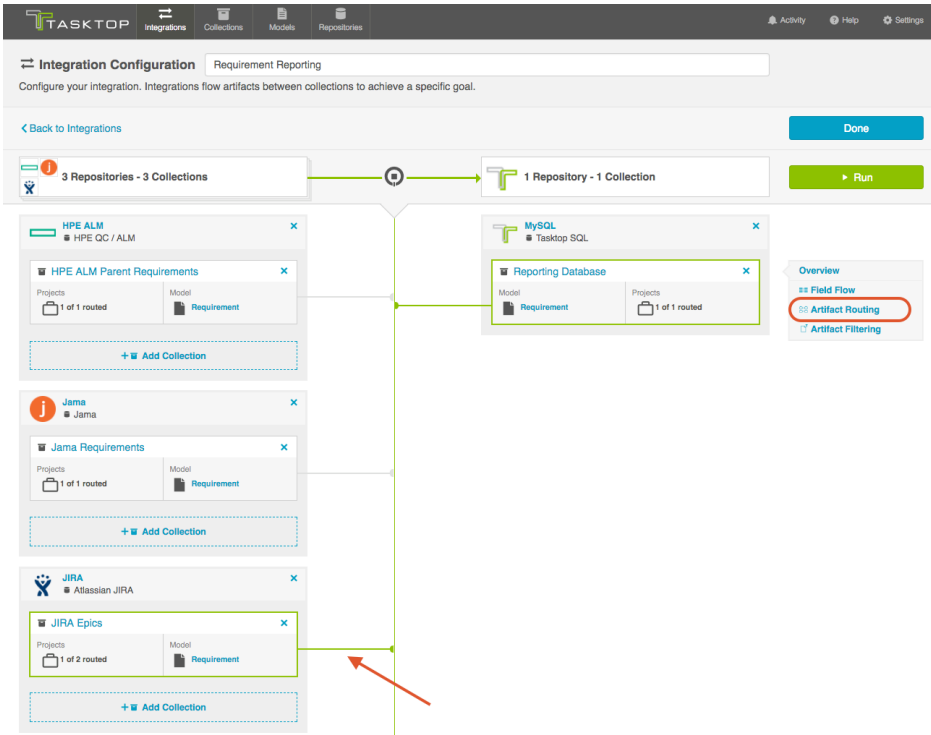 TASKTOP
Integrations
Collections
Models
Repositories
Activity
Help
Settings
Integration Configuration
Requirement Reporting
Configure your integration. Integrations flow artifacts between collections to achieve a specific goal.
Back to Integrations
Done
j
3 Repositories - 3 Collections
1 Repository - 1 Collection
Run
HPE ALM
HPE QC / ALM
HPE ALM Parent Requirements
Projects
1 of 1 routed
Model
Requirement
+ Add Collection
MySQL
Tasktop SQL
Reporting Database
Model
Requirement
Projects
1 of 1 routed
Overview
Field Flow
Artifact Routing
Artifact Filtering
j
Jama
Jama
Jama Requirements
Projects
1 of 1 routed
Model
Requirement
+ Add Collection
JIRA
Atlassian JIRA
JIRA Epics
Projects
1 of 2 routed
Model
Requirement
+ Add Collection